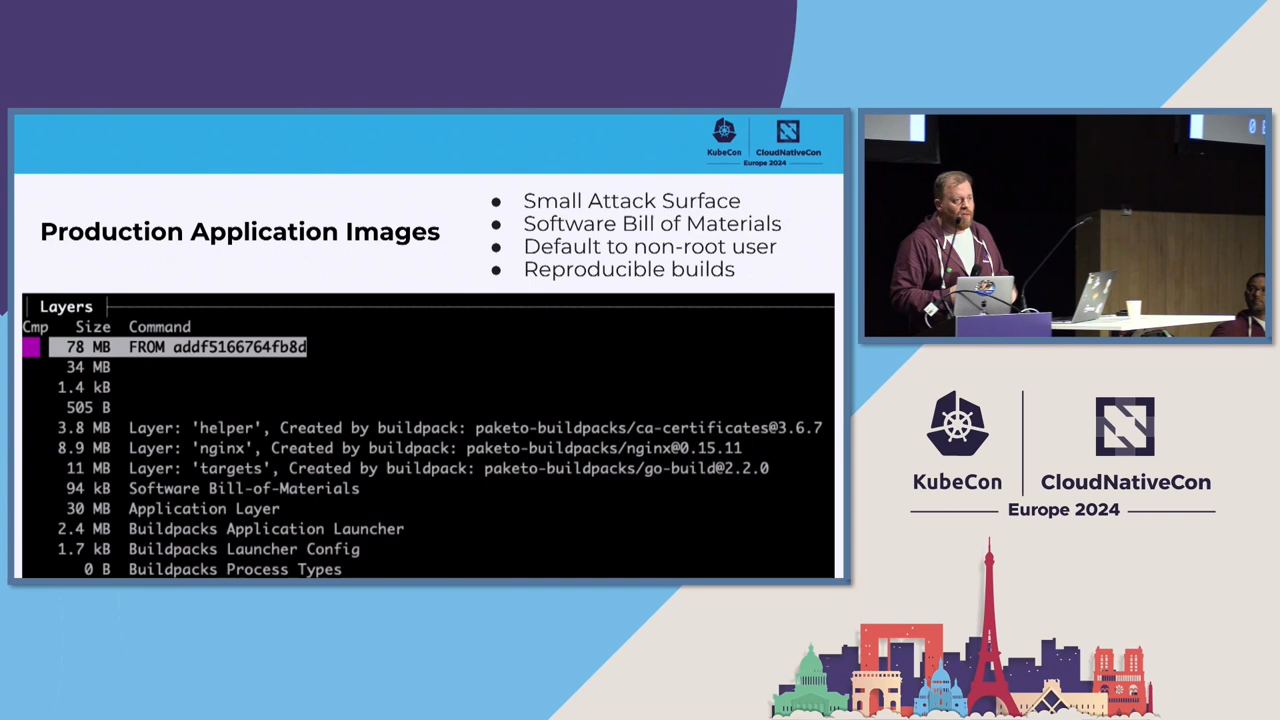 KubeCon
CloudNativeCon
Europe 2024
Production Application Images
● Small Attack Surface
● Software Bill of Materials
● Default to non-root user
● Reproducible builds
Layers
Cmp Size Command
78 MB FROM addf5166764fb8d
34 MB
1.4 kB
505 B
3.8 MB Layer: 'helper', Created by buildpack: paketo-buildpacks/ca-certificates@3.6.7
8.9 MB Layer: 'nginx', Created by buildpack: paketo-buildpacks/nginx@0.15.11
11 MB Layer: 'targets', Created by buildpack: paketo-buildpacks/go-build@2.2.0
94 kB Software Bill-of-Materials
30 MB Application Layer
2.4 MB Buildpacks Application Launcher
1.7 kB Buildpacks Launcher Config
0 B Buildpacks Process Types
KubeCon
CloudNativeCon
Europe 2024